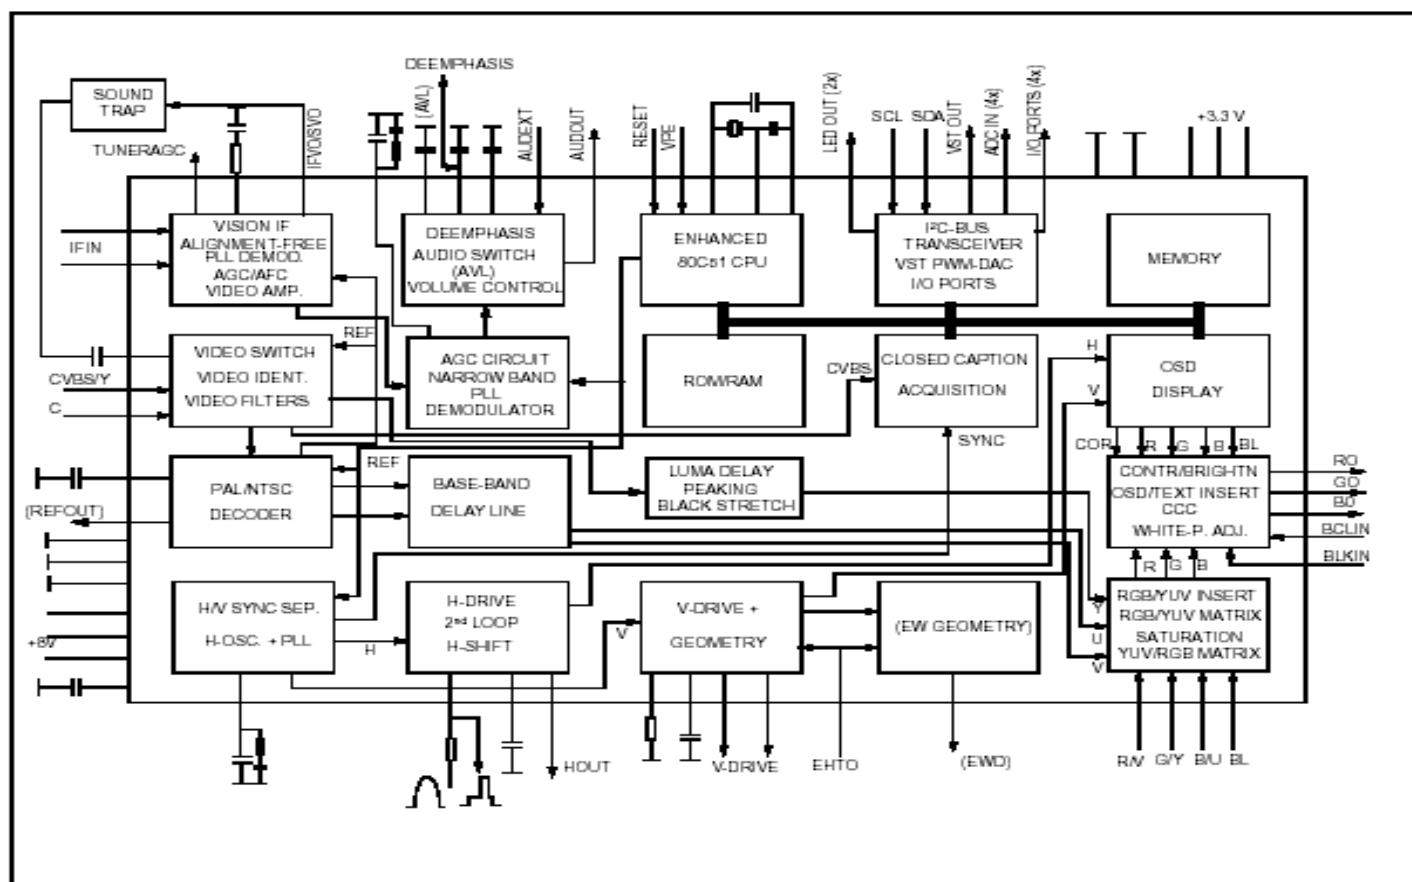 DEEMPHASIS
SOUND
TRAP
TUNERAGC
IFVO/SVO
(AVL)
AUDEXT
AUDOUT
RESET
VPE
LED OUT (2x)
SCL SDA
VST OUT
ADC IN (4x)
I/O PORTS (4x)
+3.3 V
IFIN
VISION IF
ALIGNMENT-FREE
PLL DEMOD.
AGC/AFC
VIDEO AMP.
DEEMPHASIS
AUDIO SWITCH
(AVL)
VOLUME CONTROL
ENHANCED
80C51 CPU
I²C-BUS
TRANSCEIVER
VST PWM-DAC
I/O PORTS
MEMORY
REF
CVBS/Y
C
VIDEO SWITCH
VIDEO IDENT.
VIDEO FILTERS
AGC CIRCUIT
NARROW BAND
PLL
DEMODULATOR
ROM/RAM
CVBS
CLOSED CAPTION
ACQUISITION
SYNC
H
V
OSD
DISPLAY
COR R G B BL
REF
(REFOUT)
PAL/NTSC
DECODER
BASE-BAND
DELAY LINE
LUMA DELAY
PEAKING
BLACK STRETCH
CONTR/BRIGHTN
OSD/TEXT INSERT
CCC
WHITE-P. ADJ.
RO
GO
BO
BCLIN
BLKIN
R G B
+8V
H/V SYNC SEP.
H-OSC. + PLL
H
H-DRIVE
2nd LOOP
H-SHIFT
V
V-DRIVE +
GEOMETRY
(EW GEOMETRY)
Y
U
V
RGB/YUV INSERT
RGB/YUV MATRIX
SATURATION
YUV/RGB MATRIX
HOUT
V-DRIVE
EHTO
(EWD)
R/V G/Y B/U BL